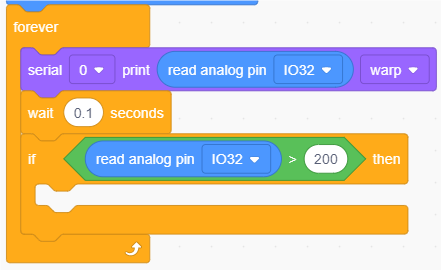 forever
serial 0 print read analog pin IO32 warp
wait 0.1 seconds
if read analog pin IO32 > 200 then